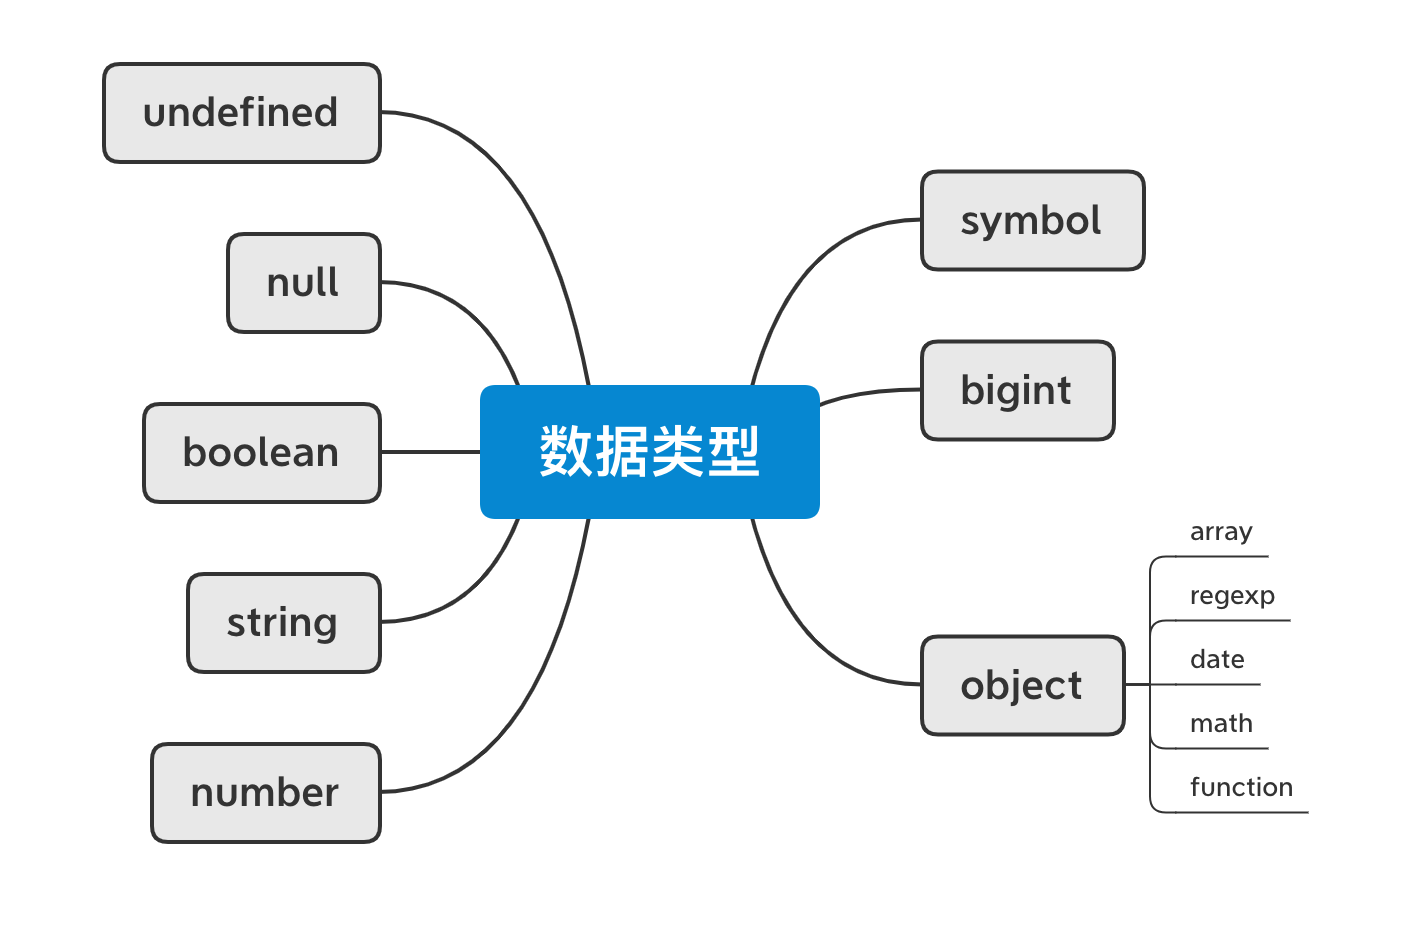 数据类型
undefined
null
boolean
string
number
symbol
bigint
object
array
regexp
date
math
function